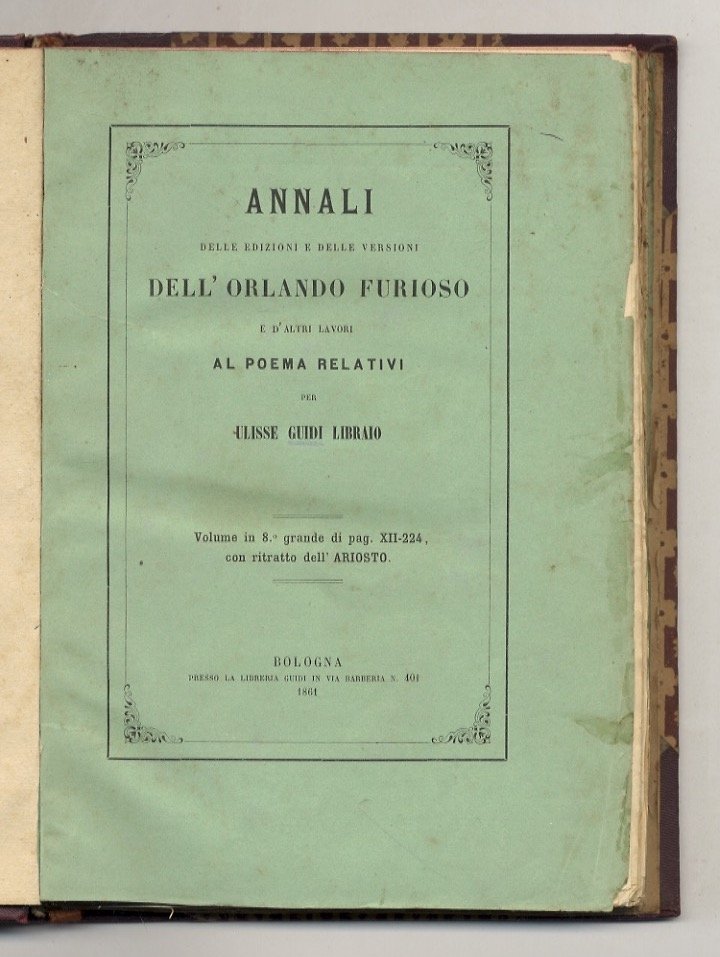 ANNALI
DELLE EDIZIONI E DELLE VERSIONI
DELL' ORLANDO FURIOSO
E D'ALTRI LAVORI
AL POEMA RELATIVI
PER
ULISSE GUIDI LIBRAIO
Volume in 8.° grande di pag. XII-224,
con ritratto dell' ARIOSTO.
BOLOGNA
PRESSO LA LIBRERIA GUIDI IN VIA BARBERIA N. 401
1861